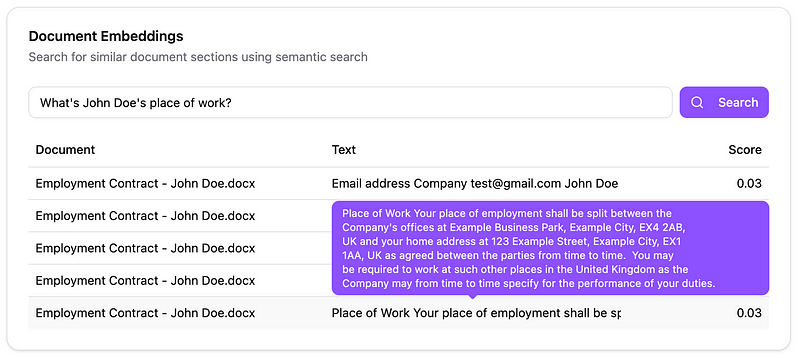 Document Embeddings
Search for similar document sections using semantic search
What's John Doe's place of work?
Search
Document Text Score
Employment Contract - John Doe.docx Email address Company test@gmail.com John Doe 0.03
Employment Contract - John Doe.docx
Employment Contract - John Doe.docx
Employment Contract - John Doe.docx
Place of Work Your place of employment shall be split between the
Company's offices at Example Business Park, Example City, EX4 2AB,
UK and your home address at 123 Example Street, Example City, EX1
1AA, UK as agreed between the parties from time to time. You may
be required to work at such other places in the United Kingdom as the
Company may from time to time specify for the performance of your duties.
Employment Contract - John Doe.docx Place of Work Your place of employment shall be sp 0.03